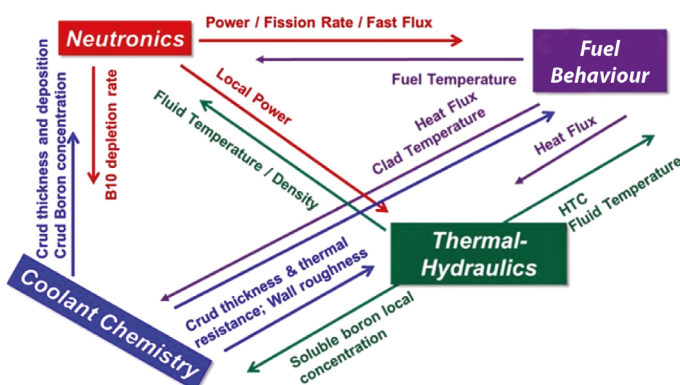 Power / Fission Rate / Fast Flux
Neutronics
Fuel
Behaviour
Fuel Temperature
Local Power
Heat Flux
Clad Temperature
Heat Flux
Fluid Temperature / Density
B10 depletion rate
Crud thickness and deposition
Crud Boron concentration
HTC
Fluid Temperature
Thermal-
Hydraulics
Coolant Chemistry
Crud thickness & thermal
resistance; Wall roughness
Soluble boron local
concentration